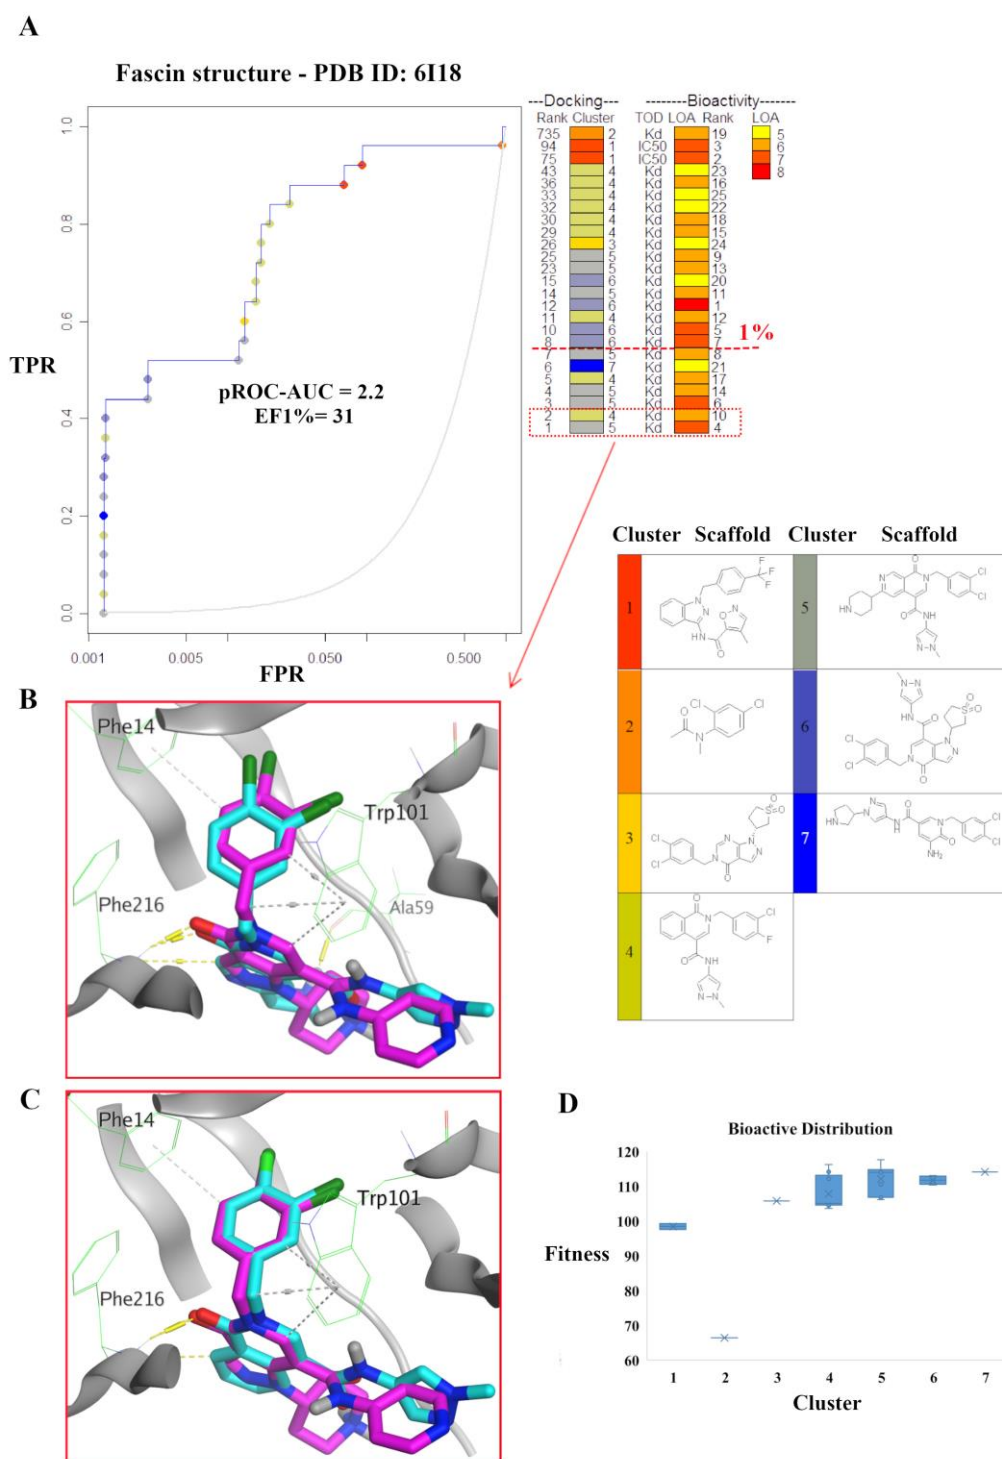 A
Fascin structure - PDB ID: 6I18
---Docking--- -------Bioactivity-------
Rank Cluster TOD LOA Rank LOA
735 2 Kd 19 5
94 1 IC50 3 6
75 1 IC50 2 7
43 4 Kd 23 8
36 4 Kd 16
33 4 Kd 25
32 4 Kd 22
30 4 Kd 18
29 4 Kd 15
26 3 Kd 24
25 5 Kd 9
23 5 Kd 13
15 6 Kd 20
14 5 Kd 11
12 6 Kd 1
11 4 Kd 12
10 6 Kd 5
8 6 Kd 7
1%
7 5 Kd 8
6 7 Kd 21
5 4 Kd 17
4 5 Kd 14
3 5 Kd 6
2 4 Kd 10
1 5 Kd 4
1.0
0.8
0.6
0.4
0.2
0.0
TPR
pROC-AUC = 2.2
EF1%= 31
0.001 0.005 0.050 0.500
FPR
Cluster Scaffold Cluster Scaffold
1
2
3
4
5
6
7
B
Phe14
Trp101
Phe216
Ala59
C
Phe14
Trp101
Phe216
D
Bioactive Distribution
120
110
100
90
80
70
60
Fitness
1 2 3 4 5 6 7
Cluster